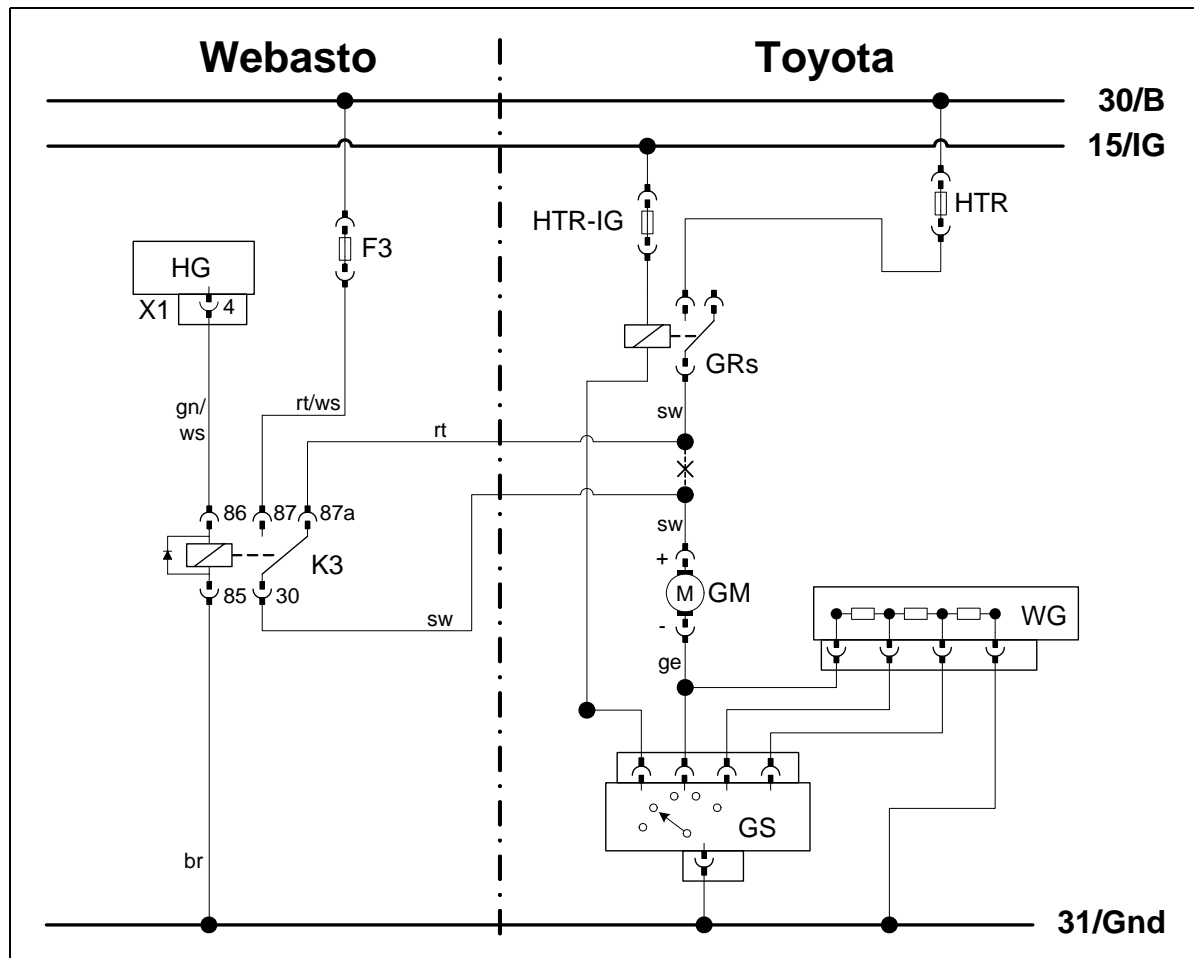 Webasto
Toyota
30/B
15/IG
HTR-IG
HTR
F3
HG
X1
4
GRs
gn/
ws
rt/ws
rt
sw
86
87
87a
K3
85
30
sw
sw
+
M
GM
-
ge
WG
GS
br
31/Gnd